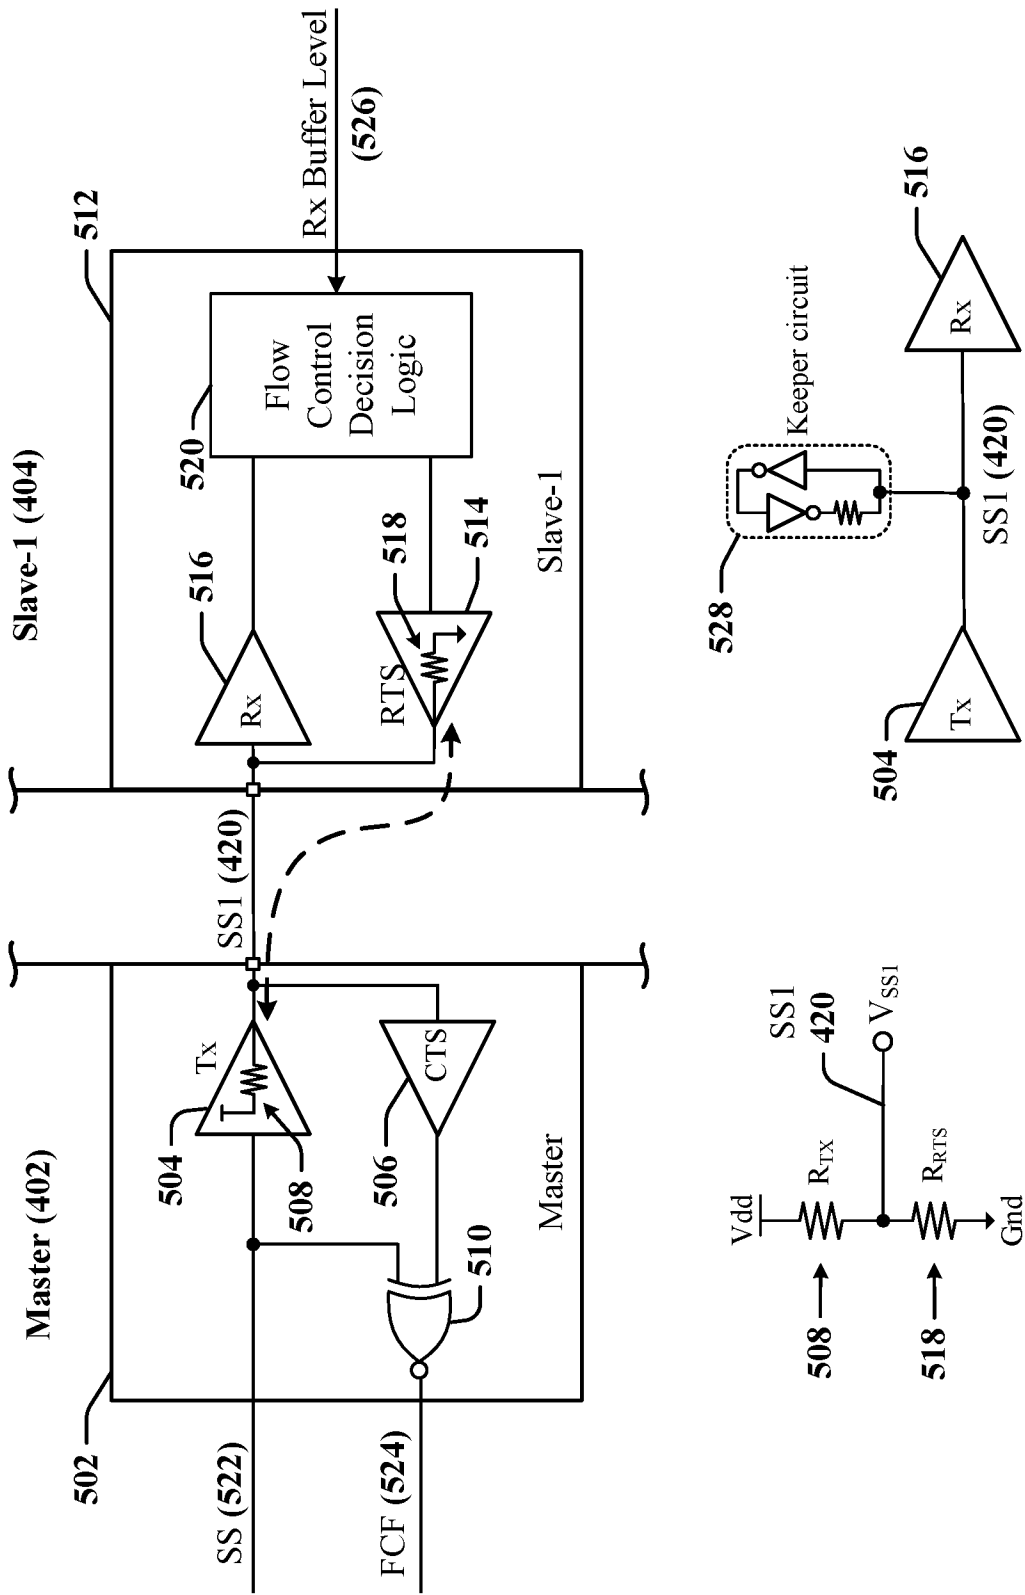 Master (402)
Slave-1 (404)
502
512
504
Tx
SS1 (420)
516
Rx
520
Flow
Control
Decision
Logic
Rx Buffer Level
(526)
SS (522)
508
506
CTS
RTS
518
514
FCF (524)
510
Master
Slave-1
Vdd
508
R_TX
SS1
420
V_SS1
518
R_RTS
Gnd
528
Keeper circuit
504
Tx
SS1 (420)
516
Rx